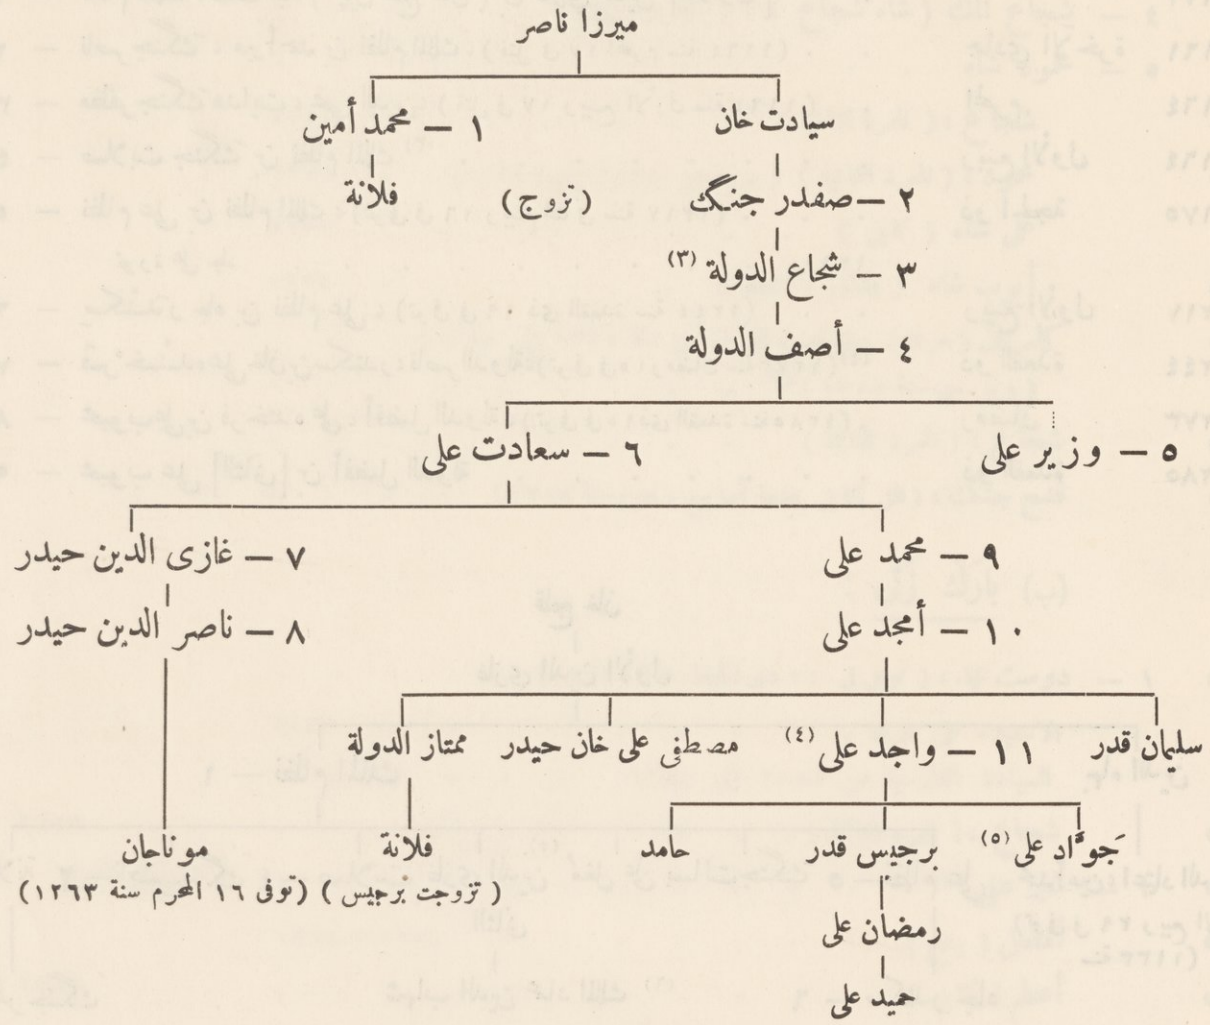 ميرزا ناصر
سيادت خان
١ — محمد أمين
٢ — صفدر جنگ (تزوج) فلانة
٣ — شجاع الدولة (٣)
٤ — أصف الدولة
٥ — وزير على
٦ — سعادت على
٩ — محمد على
٧ — غازى الدين حيدر
١٠ — أمجد على
٨ — ناصر الدين حيدر
سليمان قدر
١١ — واجد على (٤)
مصطفى على خان حيدر
ممتاز الدولة
جَوّاد على (٥)
برجيس قدر
حامد
فلانة
موناجان
(تزوجت برجيس) (توفى ١٦ المحرم سنة ١٢٦٣)
رمضان على
حميد على